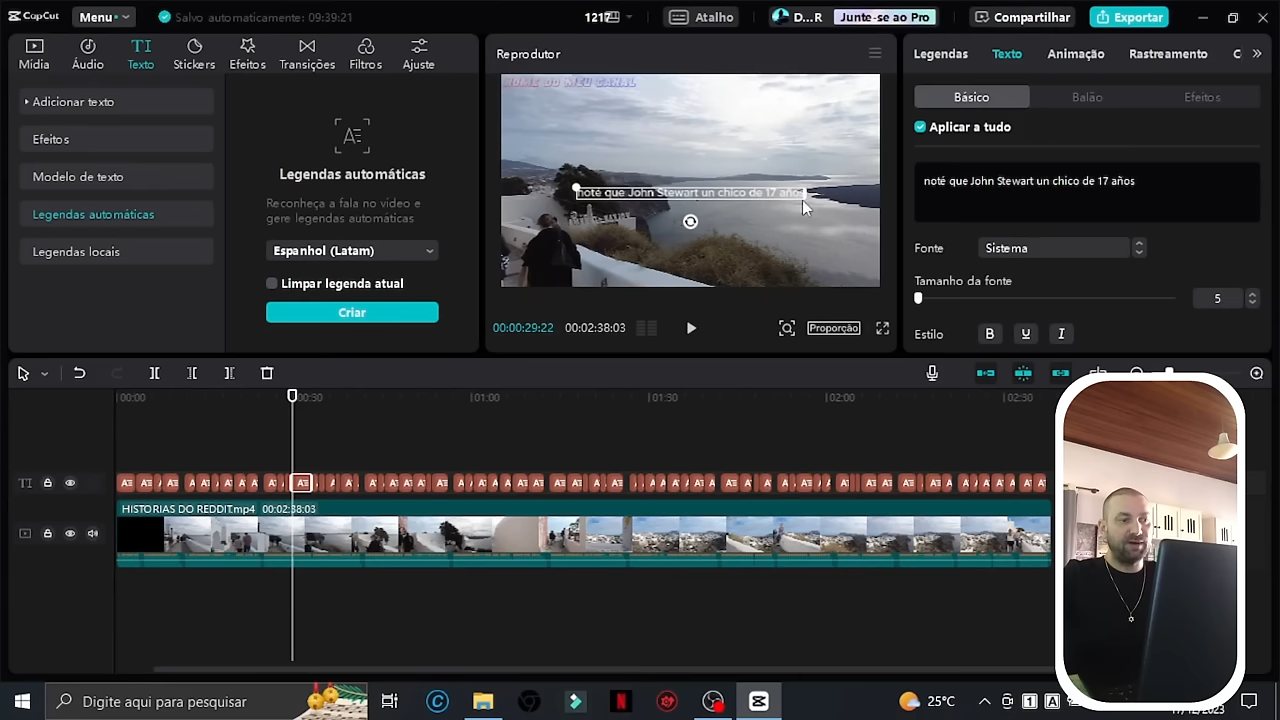 CapCut
Menu
Salvo automaticamente: 09:39:21
1217
Atalho
D...R
Junte-se ao Pro
Compartilhar
Exportar
Mídia
Áudio
Texto
Stickers
Efeitos
Transições
Filtros
Ajuste
Adicionar texto
Efeitos
Modelo de texto
Legendas automáticas
Legendas locais
Legendas automáticas
Reconheça a fala no vídeo e
gere legendas automáticas
Espanhol (Latam)
Limpar legenda atual
Criar
Reprodutor
NOME DO MEU CANAL
noté que John Stewart un chico de 17 años
00:00:29:22
00:02:38:03
Proporção
Legendas
Texto
Animação
Rastreamento
Básico
Balão
Efeitos
Aplicar a tudo
noté que John Stewart un chico de 17 años
Fonte
Sistema
Tamanho da fonte
5
Estilo
B U I
00:00
00:30
01:00
01:30
02:00
02:30
HISTORIAS DO REDDIT.mp4 00:02:38:03
Digite aqui para pesquisar
25°C